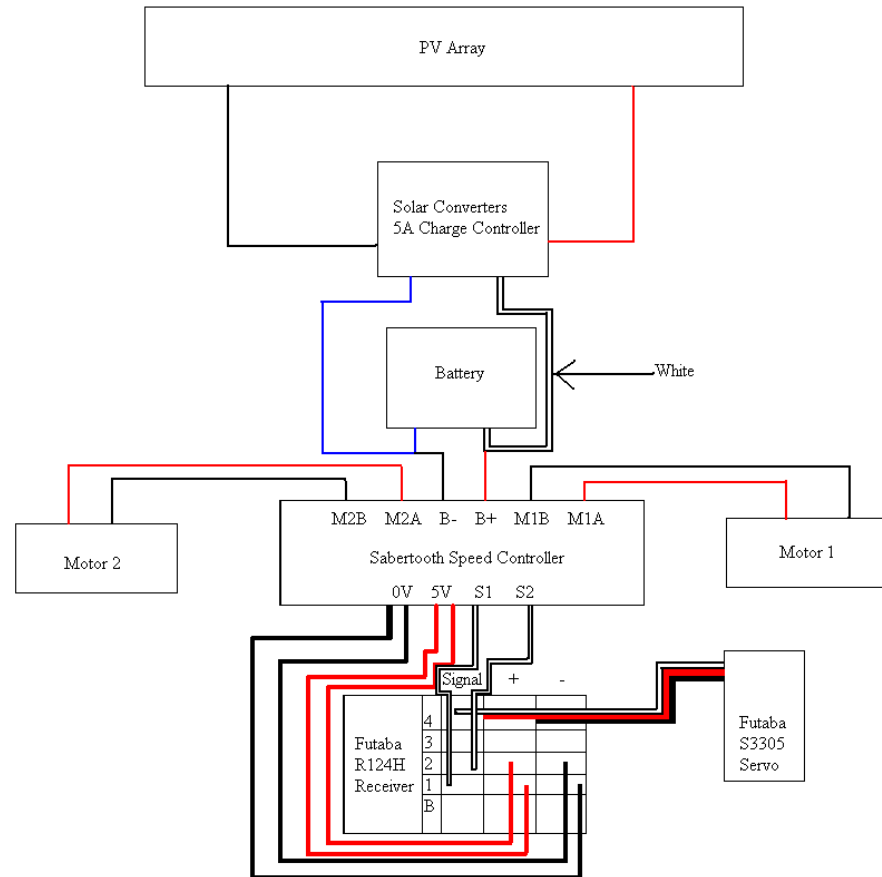 PV Array
Solar Converters
5A Charge Controller
Battery
White
M2B M2A B- B+ M1B M1A
Sabertooth Speed Controller
0V 5V S1 S2
Motor 2
Motor 1
Signal + -
4
3
2
1
B
Futaba
R124H
Receiver
Futaba
S3305
Servo